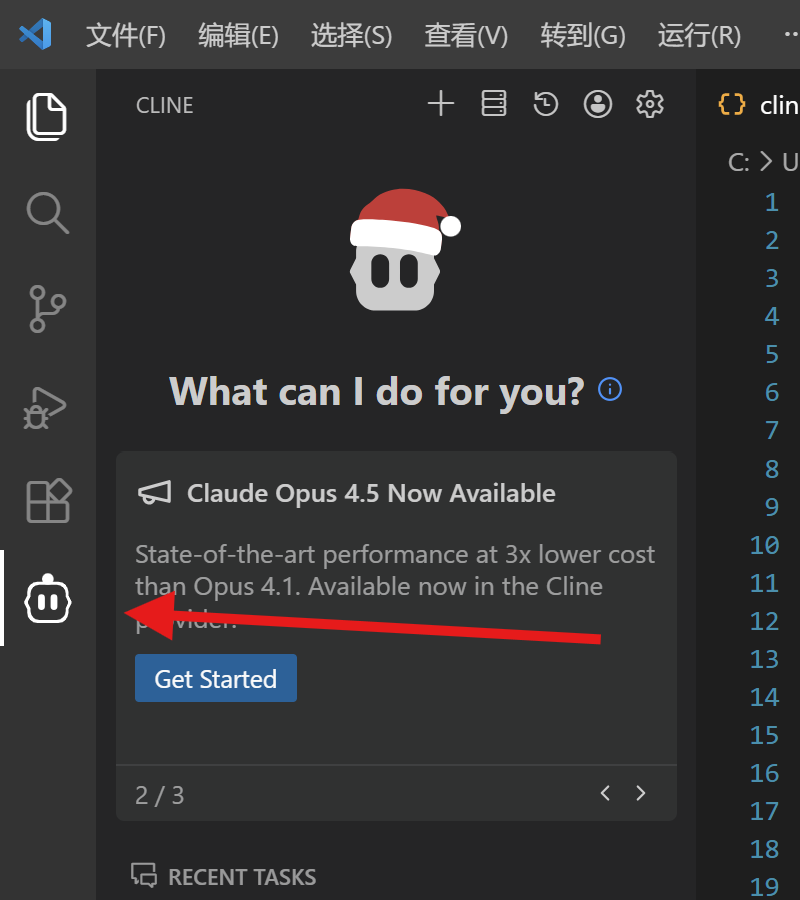 文件(F) 编辑(E) 选择(S) 查看(V) 转到(G) 运行(R) ···
CLINE
clin
C: > U
What can I do for you?
Claude Opus 4.5 Now Available
State-of-the-art performance at 3x lower cost
than Opus 4.1. Available now in the Cline
provider.
Get Started
2 / 3
RECENT TASKS
1
2
3
4
5
6
7
8
9
10
11
12
13
14
15
16
17
18
19